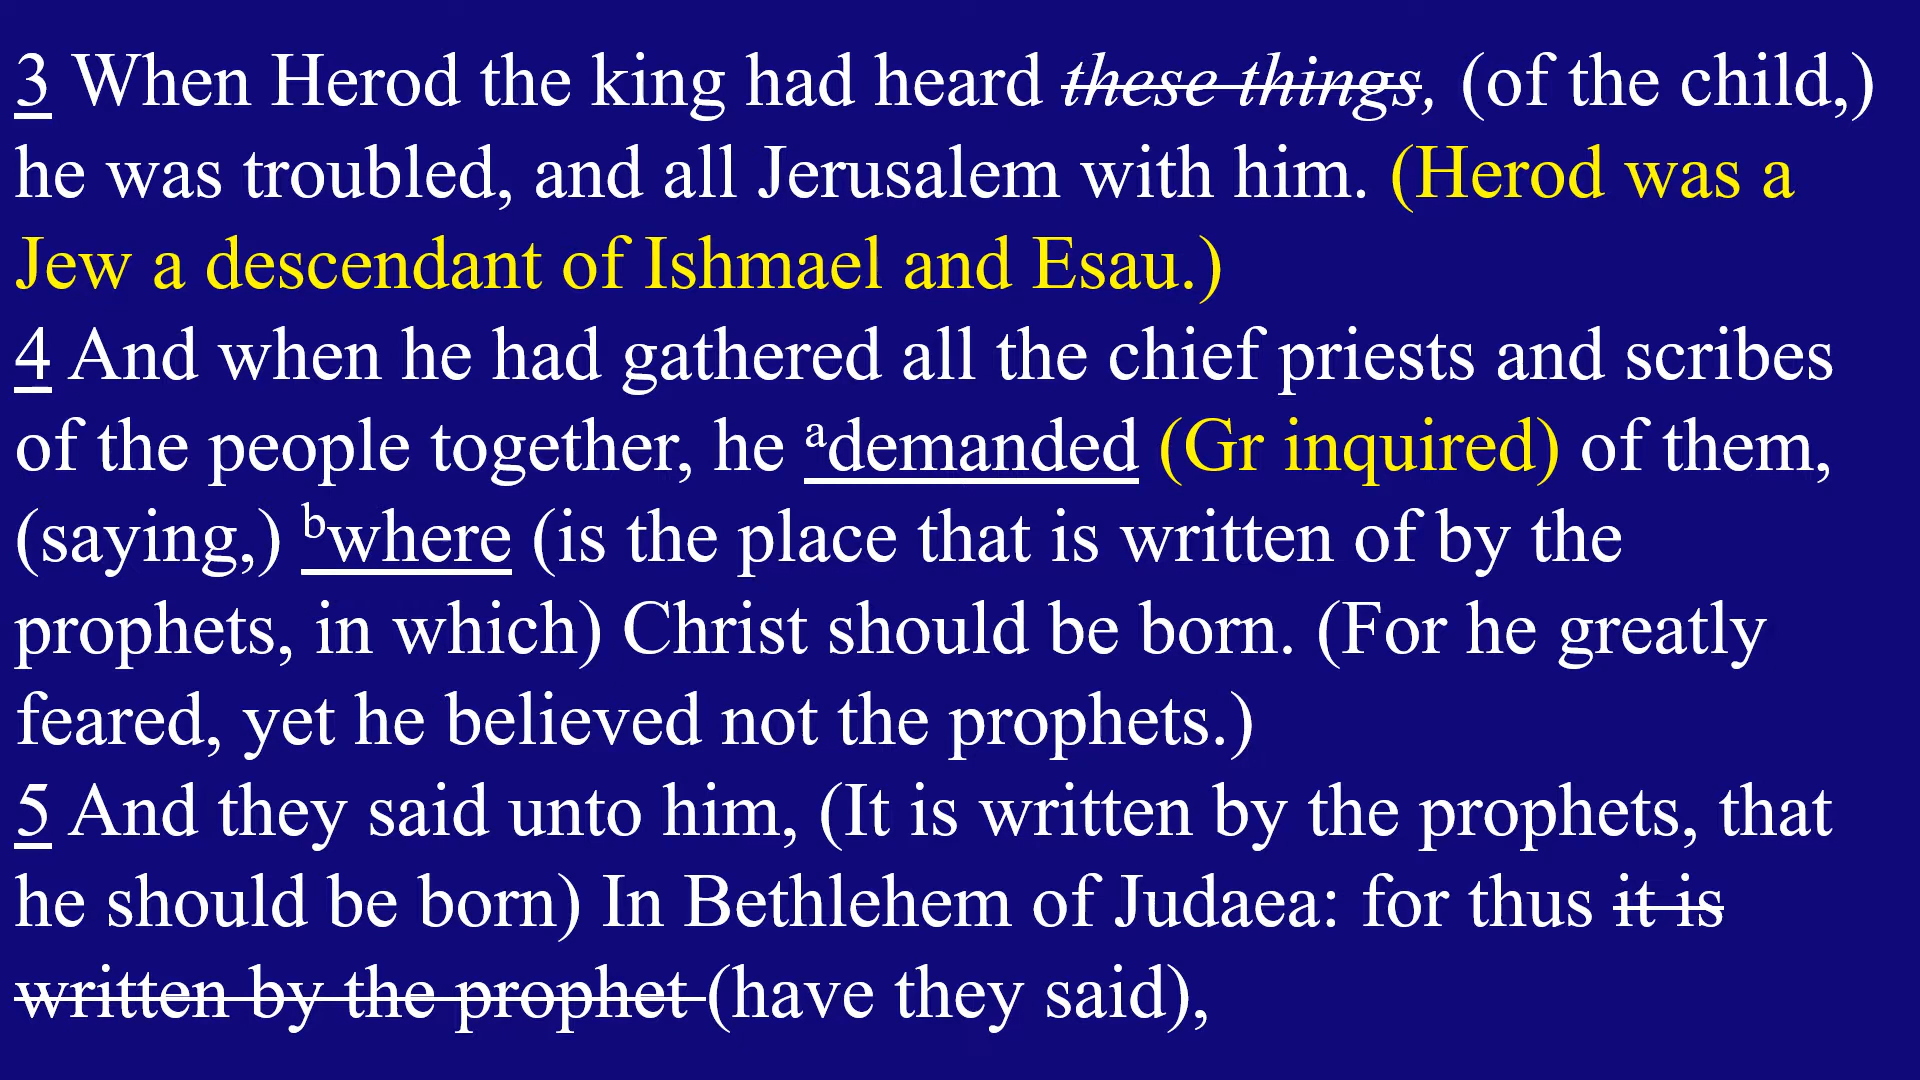 3 When Herod the king had heard these things, (of the child,)
he was troubled, and all Jerusalem with him. (Herod was a
Jew a descendant of Ishmael and Esau.)
4 And when he had gathered all the chief priests and scribes
of the people together, he ᵃdemanded (Gr inquired) of them,
(saying,) ᵇwhere (is the place that is written of by the
prophets, in which) Christ should be born. (For he greatly
feared, yet he believed not the prophets.)
5 And they said unto him, (It is written by the prophets, that
he should be born) In Bethlehem of Judaea: for thus it is
written by the prophet (have they said),